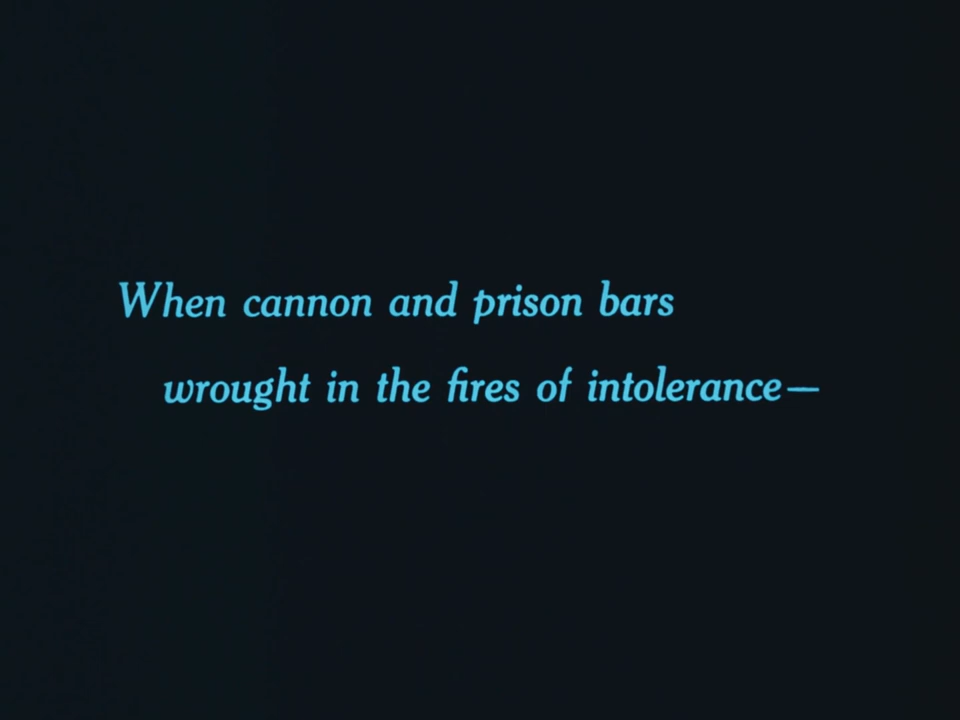 When cannon and prison bars
wrought in the fires of intolerance—